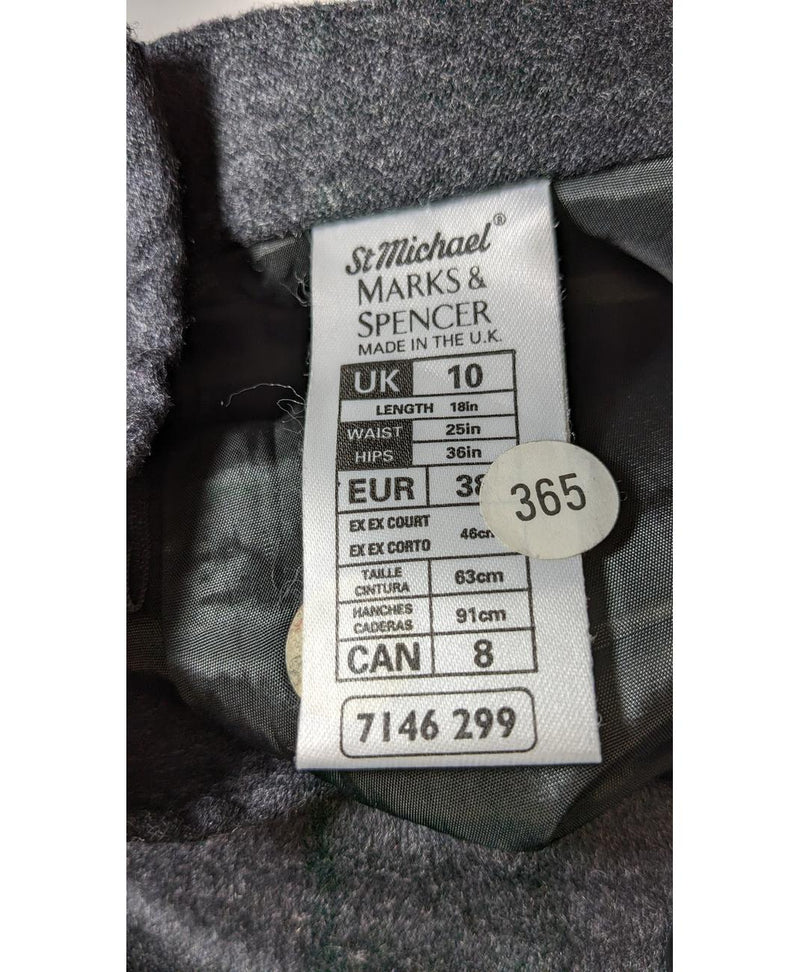 St Michael®
MARKS &
SPENCER
MADE IN THE U.K.
UK 10
LENGTH 18in
WAIST 25in
HIPS 36in
EUR 38
365
EX EX COURT
EX EX CORTO 46cm
TAILLE
CINTURA 63cm
HANCHES
CADERAS 91cm
CAN 8
7146 299